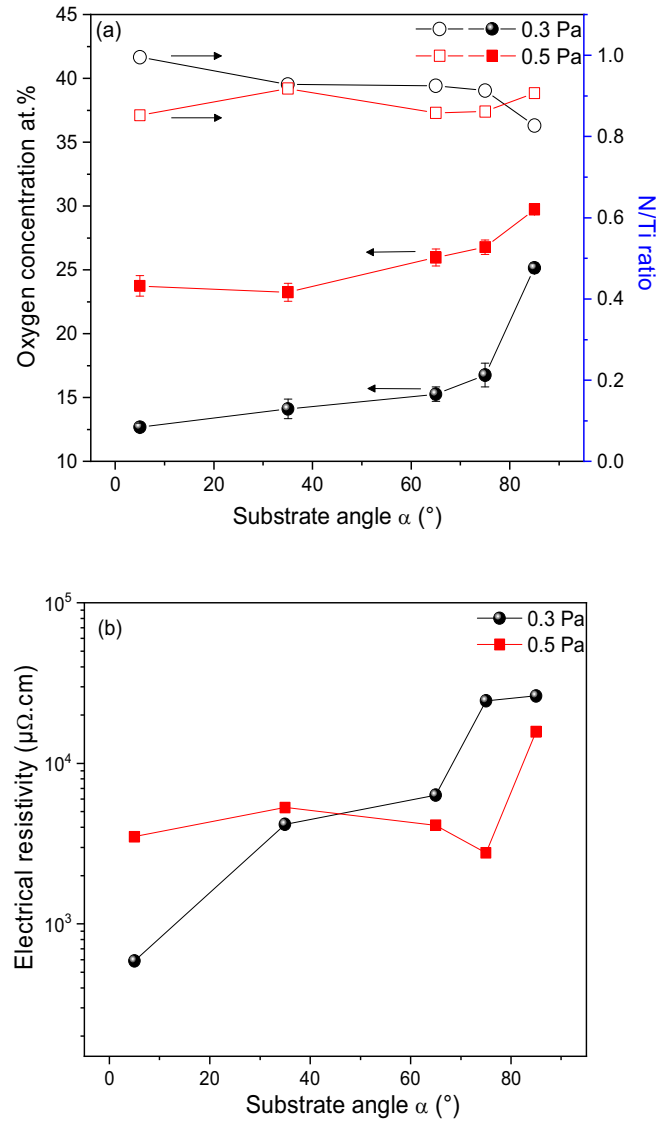 (a)
0.3 Pa
0.5 Pa
45
40
35
30
25
20
15
10
1.0
0.8
0.6
0.4
0.2
0.0
Oxygen concentration at.%
N/Ti ratio
0 20 40 60 80
Substrate angle α (°)
(b)
0.3 Pa
0.5 Pa
10^5
10^4
10^3
Electrical resistivity (μΩ.cm)
0 20 40 60 80
Substrate angle α (°)